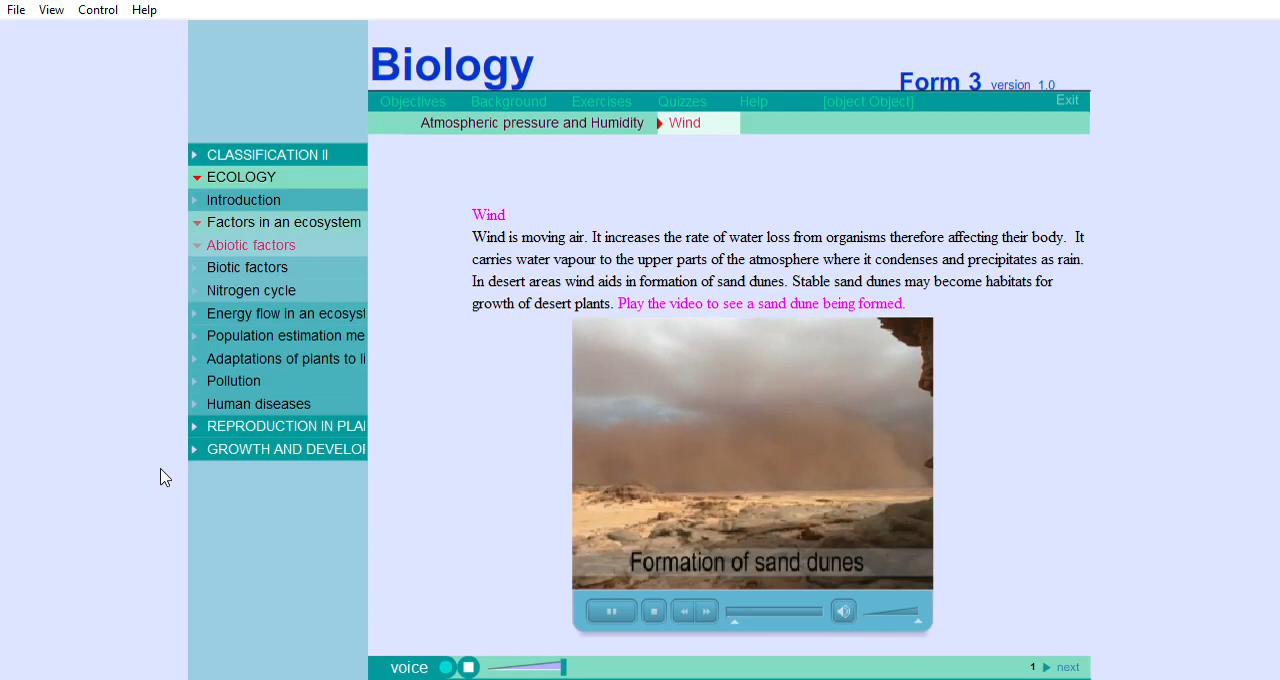 File View Control Help
Biology
Form 3 version 1.0
Objectives Background Exercises Quizzes Help [object Object] Exit
Atmospheric pressure and Humidity Wind
CLASSIFICATION II
ECOLOGY
Introduction
Factors in an ecosystem
Abiotic factors
Biotic factors
Nitrogen cycle
Energy flow in an ecosyst
Population estimation me
Adaptations of plants to li
Pollution
Human diseases
REPRODUCTION IN PLA
GROWTH AND DEVELO
Wind
Wind is moving air. It increases the rate of water loss from organisms therefore affecting their body. It
carries water vapour to the upper parts of the atmosphere where it condenses and precipitates as rain.
In desert areas wind aids in formation of sand dunes. Stable sand dunes may become habitats for
growth of desert plants. Play the video to see a sand dune being formed.
Formation of sand dunes
voice
1 next